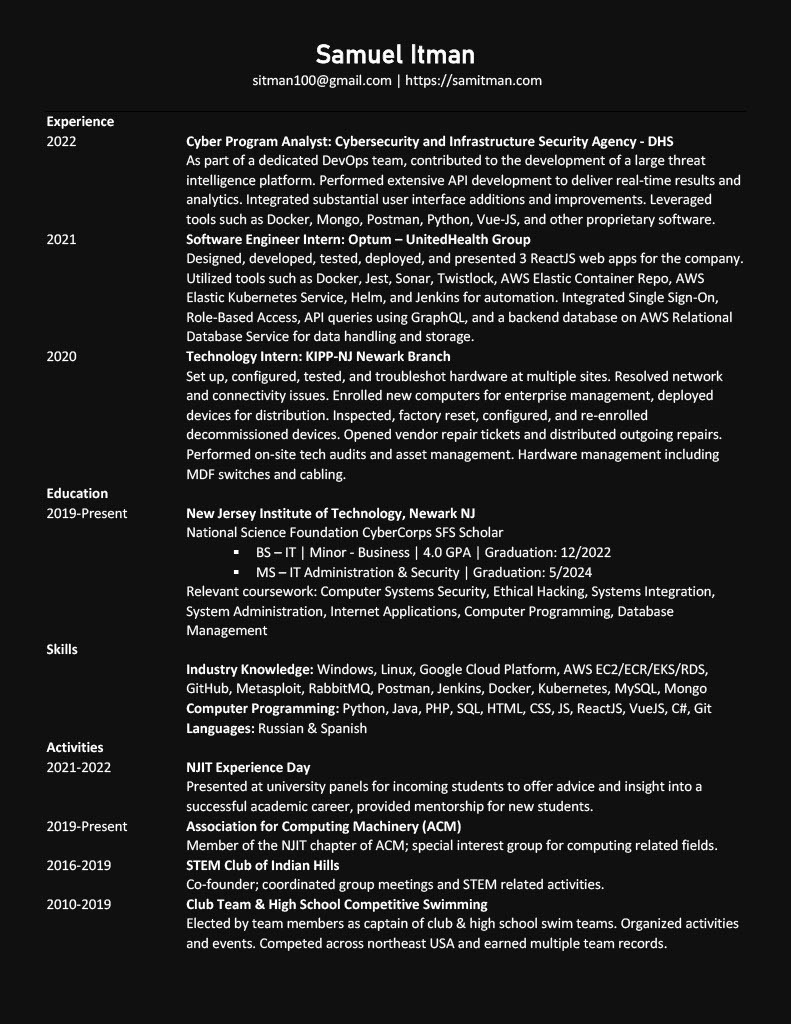 Samuel Itman
sitman100@gmail.com | https://samitman.com
Experience
2022 Cyber Program Analyst: Cybersecurity and Infrastructure Security Agency - DHS
As part of a dedicated DevOps team, contributed to the development of a large threat
intelligence platform. Performed extensive API development to deliver real-time results and
analytics. Integrated substantial user interface additions and improvements. Leveraged
tools such as Docker, Mongo, Postman, Python, Vue-JS, and other proprietary software.
2021 Software Engineer Intern: Optum – UnitedHealth Group
Designed, developed, tested, deployed, and presented 3 ReactJS web apps for the company.
Utilized tools such as Docker, Jest, Sonar, Twistlock, AWS Elastic Container Repo, AWS
Elastic Kubernetes Service, Helm, and Jenkins for automation. Integrated Single Sign-On,
Role-Based Access, API queries using GraphQL, and a backend database on AWS Relational
Database Service for data handling and storage.
2020 Technology Intern: KIPP-NJ Newark Branch
Set up, configured, tested, and troubleshot hardware at multiple sites. Resolved network
and connectivity issues. Enrolled new computers for enterprise management, deployed
devices for distribution. Inspected, factory reset, configured, and re-enrolled
decommissioned devices. Opened vendor repair tickets and distributed outgoing repairs.
Performed on-site tech audits and asset management. Hardware management including
MDF switches and cabling.
Education
2019-Present New Jersey Institute of Technology, Newark NJ
National Science Foundation CyberCorps SFS Scholar
▪ BS – IT | Minor - Business | 4.0 GPA | Graduation: 12/2022
▪ MS – IT Administration & Security | Graduation: 5/2024
Relevant coursework: Computer Systems Security, Ethical Hacking, Systems Integration,
System Administration, Internet Applications, Computer Programming, Database
Management
Skills
Industry Knowledge: Windows, Linux, Google Cloud Platform, AWS EC2/ECR/EKS/RDS,
GitHub, Metasploit, RabbitMQ, Postman, Jenkins, Docker, Kubernetes, MySQL, Mongo
Computer Programming: Python, Java, PHP, SQL, HTML, CSS, JS, ReactJS, VueJS, C#, Git
Languages: Russian & Spanish
Activities
2021-2022 NJIT Experience Day
Presented at university panels for incoming students to offer advice and insight into a
successful academic career, provided mentorship for new students.
2019-Present Association for Computing Machinery (ACM)
Member of the NJIT chapter of ACM; special interest group for computing related fields.
2016-2019 STEM Club of Indian Hills
Co-founder; coordinated group meetings and STEM related activities.
2010-2019 Club Team & High School Competitive Swimming
Elected by team members as captain of club & high school swim teams. Organized activities
and events. Competed across northeast USA and earned multiple team records.